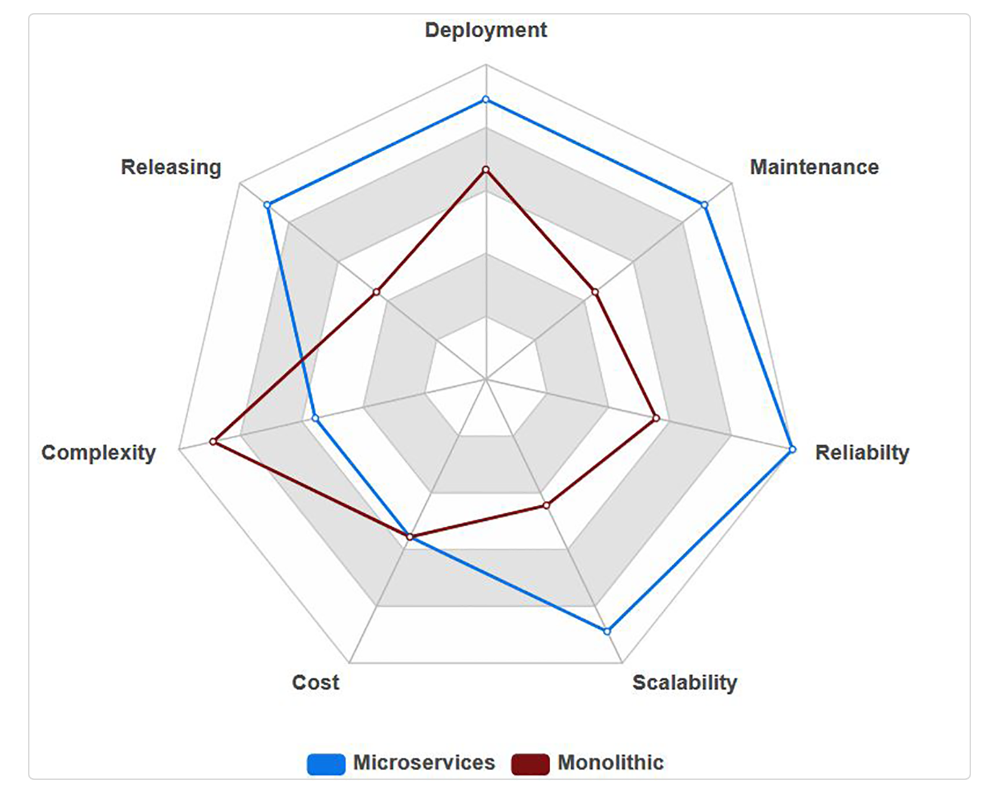 Deployment
Releasing
Maintenance
Complexity
Reliabilty
Cost
Scalability
Microservices
Monolithic